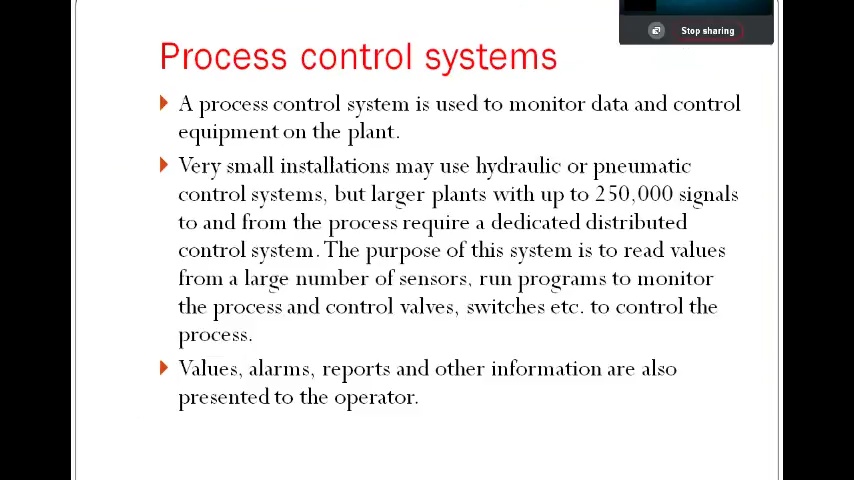 Stop sharing
Process control systems
A process control system is used to monitor data and control
equipment on the plant.
Very small installations may use hydraulic or pneumatic
control systems, but larger plants with up to 250,000 signals
to and from the process require a dedicated distributed
control system. The purpose of this system is to read values
from a large number of sensors, run programs to monitor
the process and control valves, switches etc. to control the
process.
Values, alarms, reports and other information are also
presented to the operator.